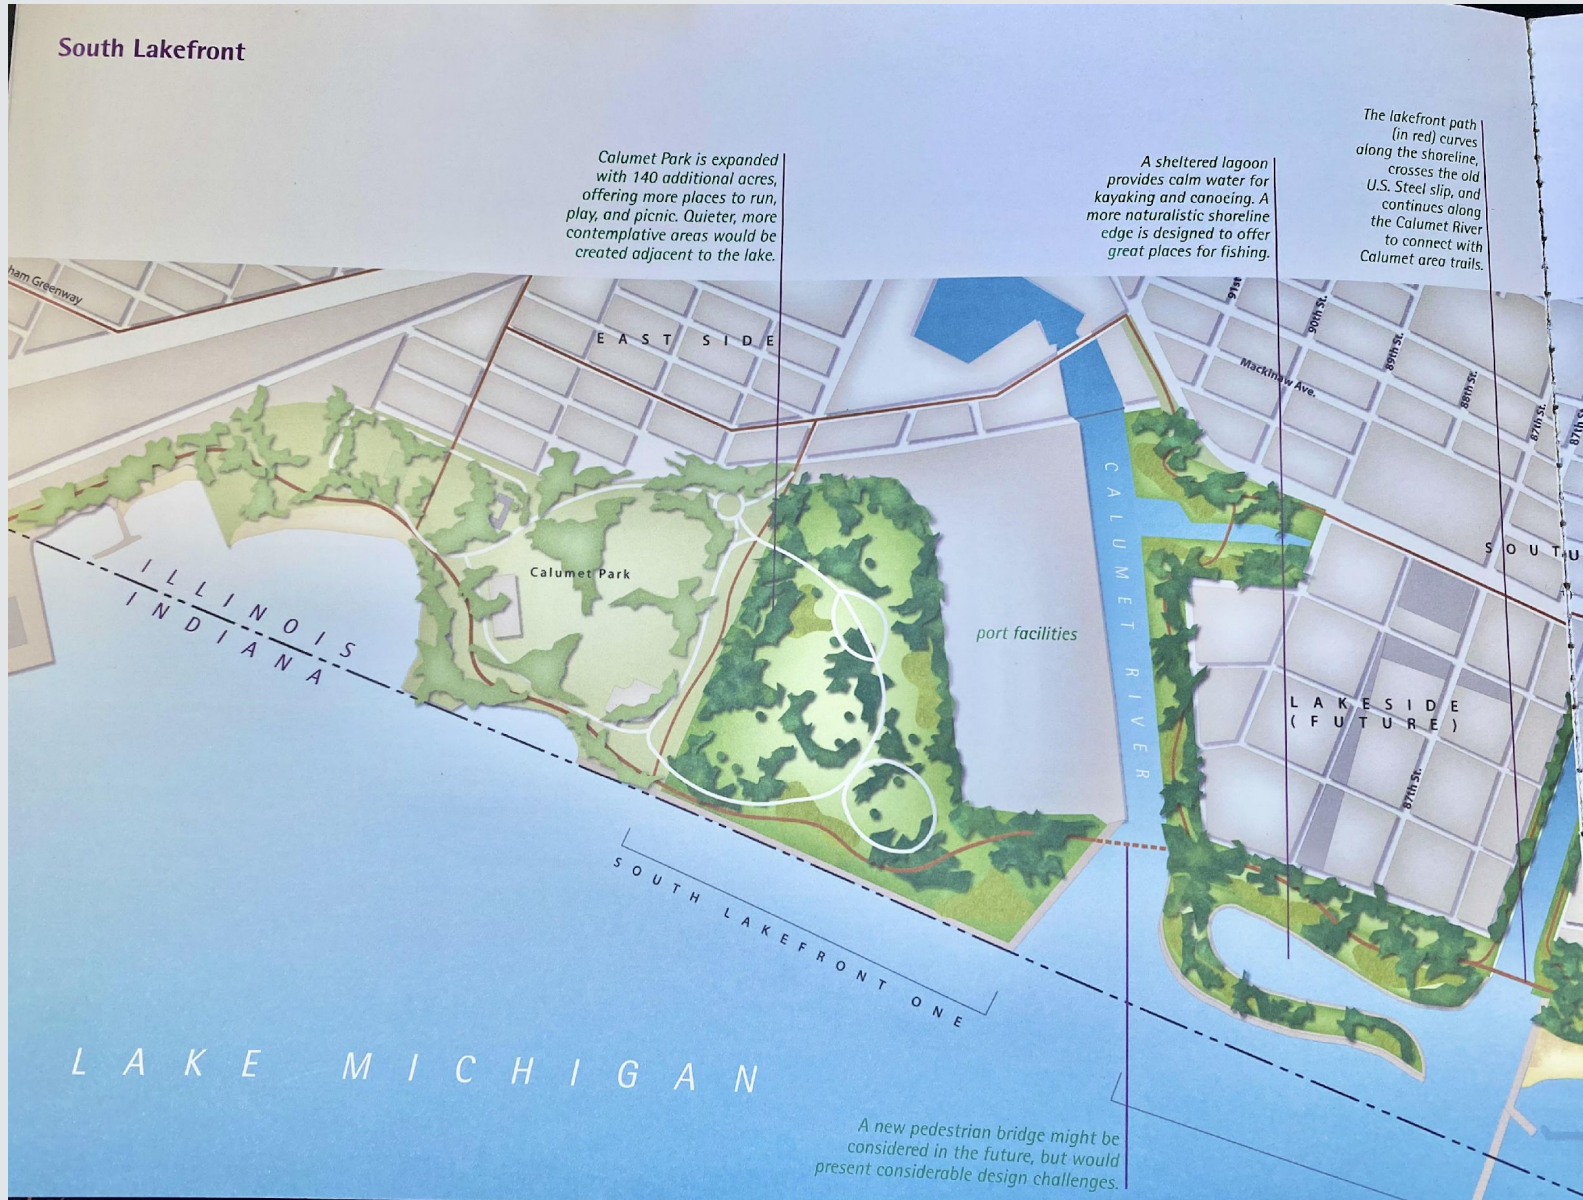 South Lakefront
Calumet Park is expanded
with 140 additional acres,
offering more places to run,
play, and picnic. Quieter, more
contemplative areas would be
created adjacent to the lake.
A sheltered lagoon
provides calm water for
kayaking and canoeing. A
more naturalistic shoreline
edge is designed to offer
great places for fishing.
The lakefront path
(in red) curves
along the shoreline,
crosses the old
U.S. Steel slip, and
continues along
the Calumet River
to connect with
Calumet area trails.
Greenway
EAST SIDE
91st
90th St.
89th St.
88th St.
87th St.
87th
Mackinaw Ave.
CALUMET RIVER
Calumet Park
port facilities
LAKESIDE
(FUTURE)
87th St.
ILLINOIS
INDIANA
SOUTH LAKEFRONT ONE
LAKE MICHIGAN
A new pedestrian bridge might be
considered in the future, but would
present considerable design challenges.